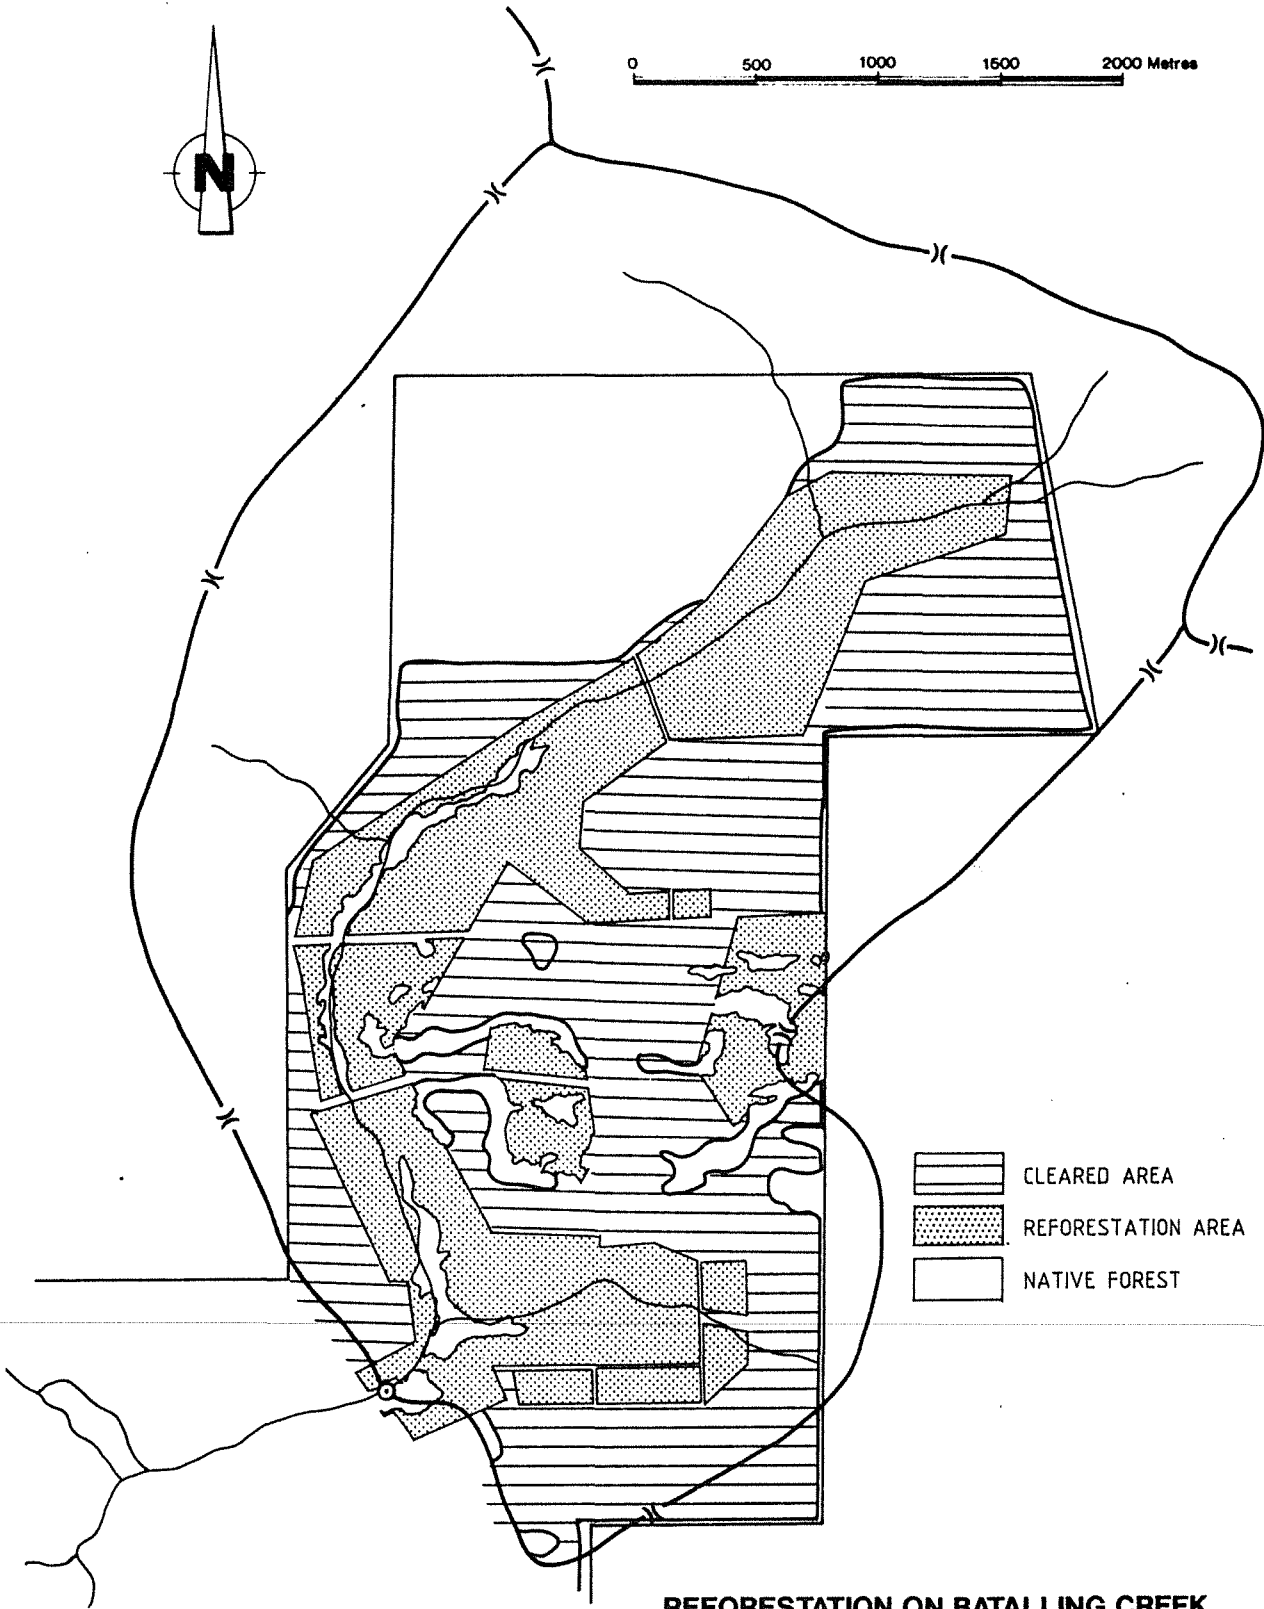 0 500 1000 1500 2000 Metres
N
CLEARED AREA
REFORESTATION AREA
NATIVE FOREST
REFORESTATION ON BATALLING CREEK